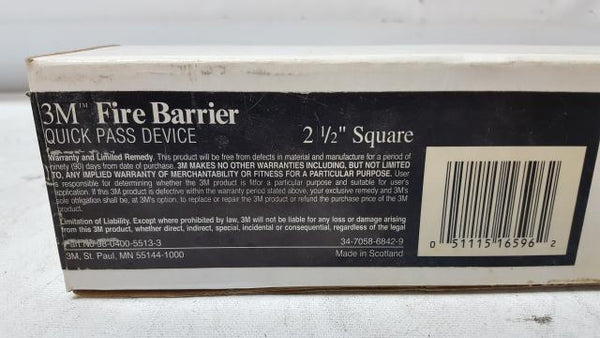 3M™ Fire Barrier
QUICK PASS DEVICE 2 1/2" Square
Warranty and Limited Remedy. This product will be free from defects in material and manufacture for a period of
ninety (90) days from date of purchase. 3M MAKES NO OTHER WARRANTIES INCLUDING, BUT NOT LIMITED
TO, ANY IMPLIED WARRANTY OF MERCHANTABILITY OR FITNESS FOR A PARTICULAR PURPOSE. User
is responsible for determining whether the 3M product is fitfor a particular purpose and suitable for user's
application. If this 3M product is defective within the warranty period stated above, your exclusive remedy and 3M's
sole obligation shall be, at 3M's option, to replace or repair the 3M product or refund the purchase price of the 3M
product.
Limitation of Liability. Except where prohibited by law, 3M will not be liable for any loss or damage arising
from this 3M product, whether direct, indirect, special, incidental or consequential, regardless of the legal
Part No 98-0400-5513-3 34-7058-6842-9
3M, St. Paul, MN 55144-1000 Made in Scotland
0 51115 16596 2